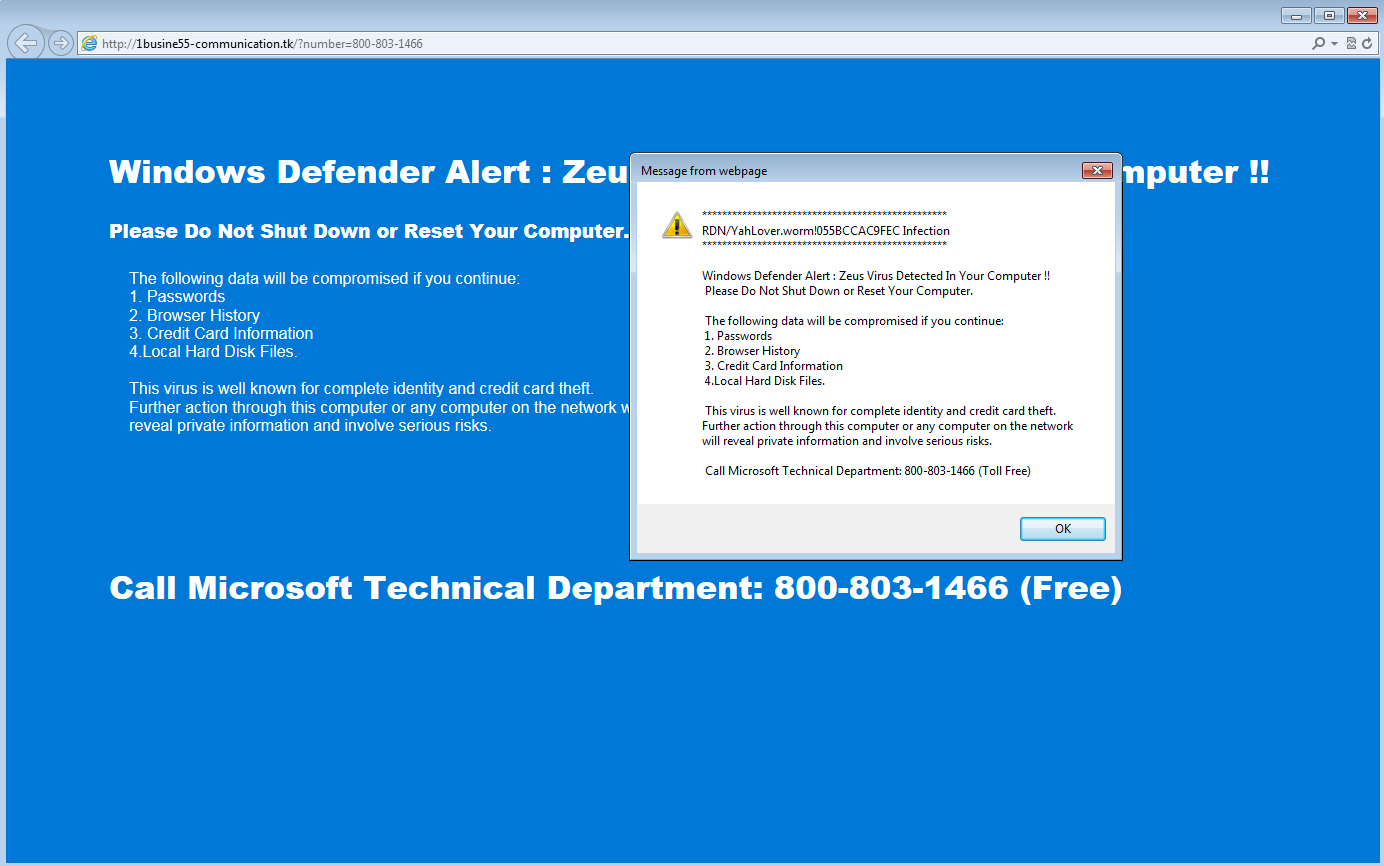 http://1busine55-communication.tk/?number=800-803-1466
Windows Defender Alert : Zeu
mputer !!
Please Do Not Shut Down or Reset Your Computer.
The following data will be compromised if you continue:
1. Passwords
2. Browser History
3. Credit Card Information
4.Local Hard Disk Files.
This virus is well known for complete identity and credit card theft.
Further action through this computer or any computer on the network w
reveal private information and involve serious risks.
Message from webpage
************************************************
RDN/YahLover.worm!055BCCAC9FEC Infection
************************************************
Windows Defender Alert : Zeus Virus Detected In Your Computer !!
Please Do Not Shut Down or Reset Your Computer.
The following data will be compromised if you continue:
1. Passwords
2. Browser History
3. Credit Card Information
4.Local Hard Disk Files.
This virus is well known for complete identity and credit card theft.
Further action through this computer or any computer on the network
will reveal private information and involve serious risks.
Call Microsoft Technical Department: 800-803-1466 (Toll Free)
OK
Call Microsoft Technical Department: 800-803-1466 (Free)